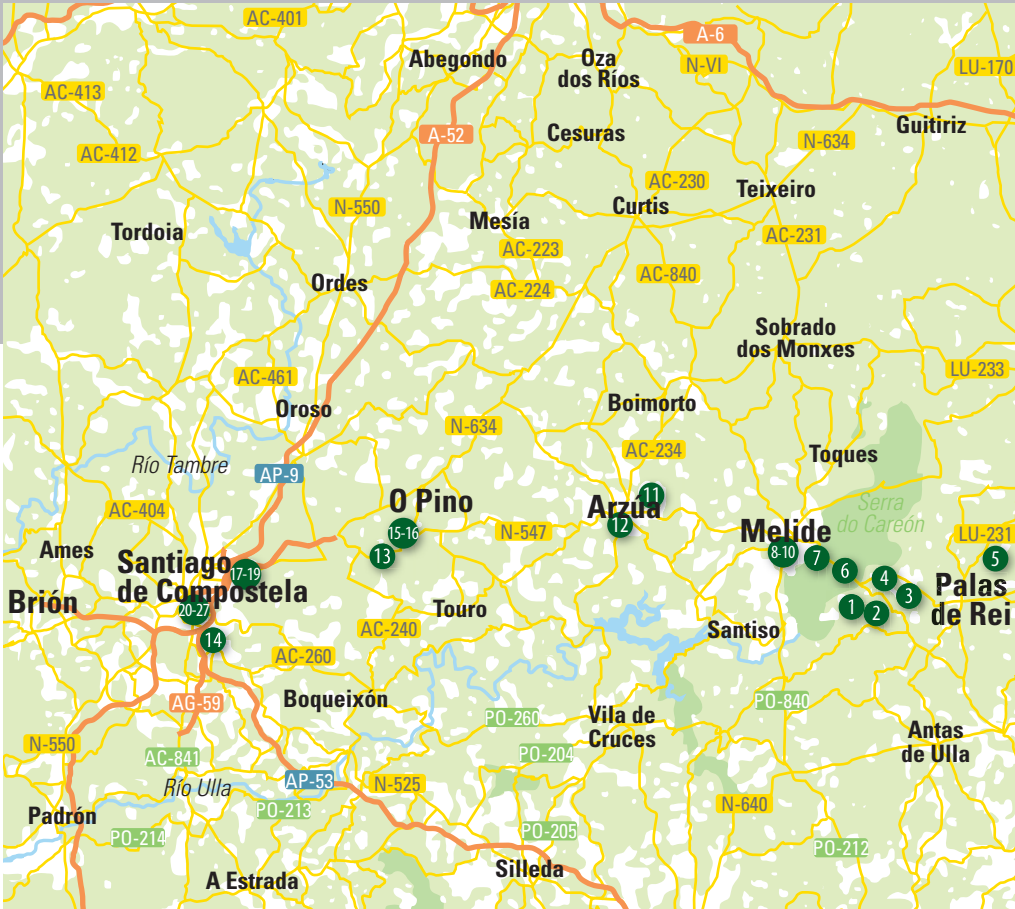 AC-401
A-6
Abegondo
Oza
dos Ríos
N-VI
LU-170
AC-413
A-52
Cesuras
Guitiriz
N-634
AC-412
AC-230
Teixeiro
N-550
Curtis
Mesía
Tordoia
AC-231
AC-223
AC-840
Ordes
AC-224
Sobrado
dos Monxes
LU-233
AC-461
Oroso
Boimorto
N-634
AC-234
Toques
Río Tambre
AP-9
11
O Pino
Arzúa
Serra
do Careón
AC-404
12
15-16
N-547
Melide
LU-231
Ames
13
8-10
7
5
Santiago
de Compostela
17-19
6
4
Palas
de Rei
3
Brión
20-27
Touro
1
2
AC-240
Santiso
14
AC-260
Boqueixón
AG-59
PO-840
PO-260
Vila de
Cruces
Antas
de Ulla
N-550
AC-841
PO-204
Río Ulla
AP-53
N-525
PO-213
N-640
Padrón
PO-214
PO-205
PO-212
Silleda
A Estrada